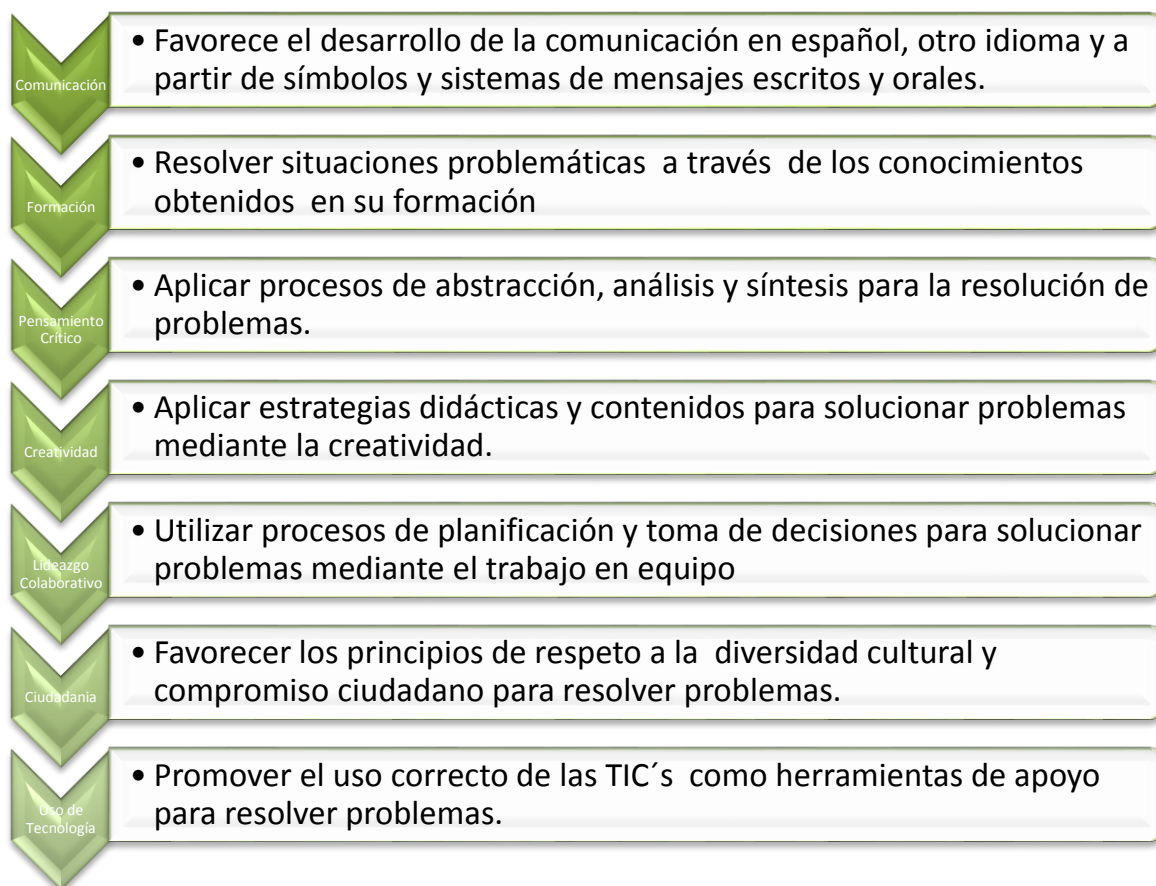 Comunicación
• Favorece el desarrollo de la comunicación en español, otro idioma y a
partir de símbolos y sistemas de mensajes escritos y orales.
Formación
• Resolver situaciones problemáticas a través de los conocimientos
obtenidos en su formación
Pensamiento
Crítico
• Aplicar procesos de abstracción, análisis y síntesis para la resolución de
problemas.
Creatividad
• Aplicar estrategias didácticas y contenidos para solucionar problemas
mediante la creatividad.
Lideazgo
Colaborativo
• Utilizar procesos de planificación y toma de decisiones para solucionar
problemas mediante el trabajo en equipo
Ciudadania
• Favorecer los principios de respeto a la diversidad cultural y
compromiso ciudadano para resolver problemas.
Uso de
Tecnología
• Promover el uso correcto de las TIC´s como herramientas de apoyo
para resolver problemas.